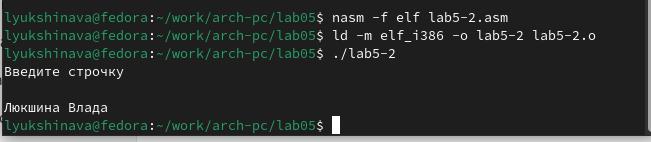 lyukshinava@fedora:~/work/arch-pc/lab05$ nasm -f elf lab5-2.asm
lyukshinava@fedora:~/work/arch-pc/lab05$ ld -m elf_i386 -o lab5-2 lab5-2.o
lyukshinava@fedora:~/work/arch-pc/lab05$ ./lab5-2
Введите строчку
Люкшина Влада
lyukshinava@fedora:~/work/arch-pc/lab05$